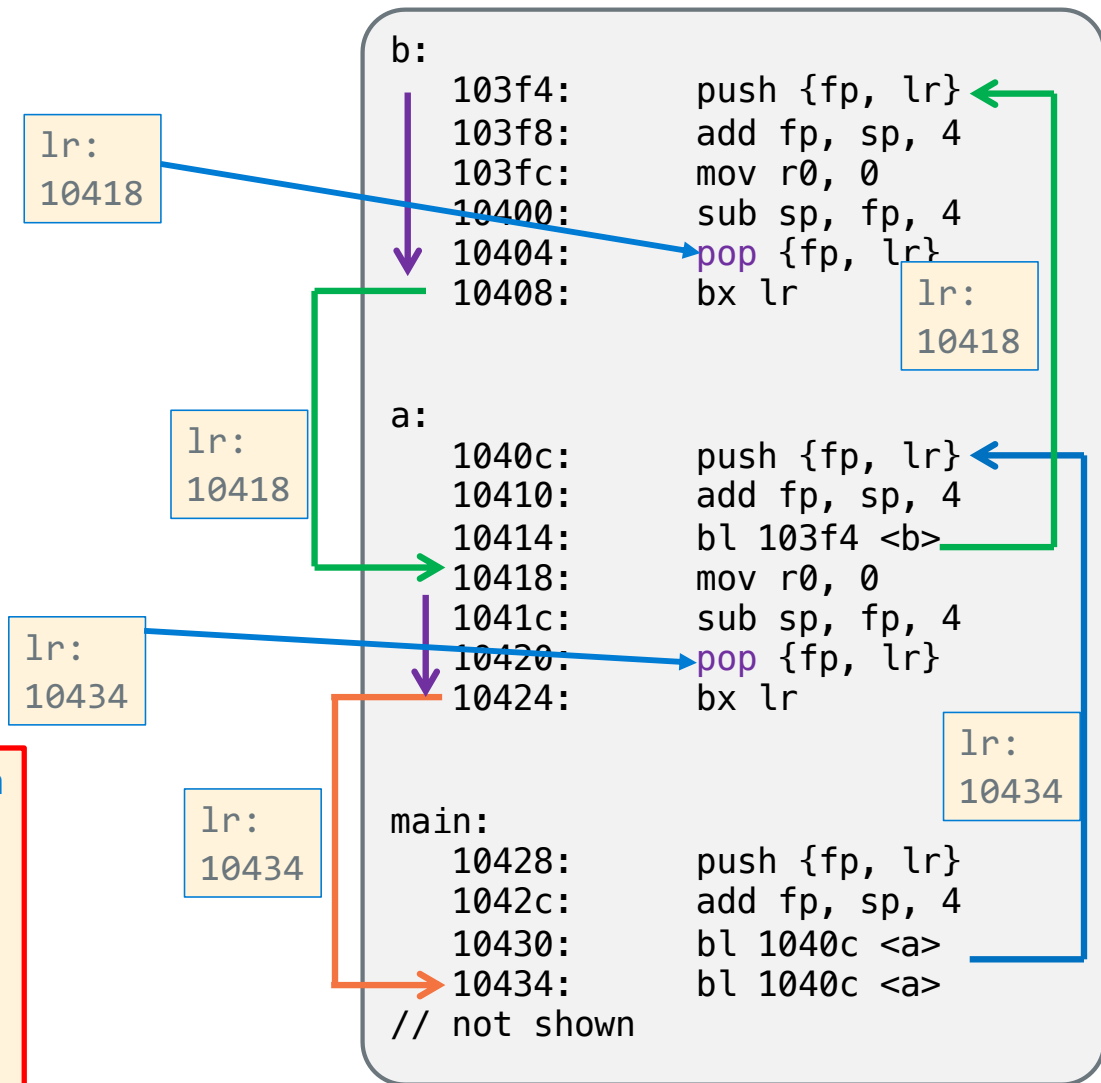 b:
103f4: push {fp, lr}
103f8: add fp, sp, 4
103fc: mov r0, 0
10400: sub sp, fp, 4
10404: pop {fp, lr}
10408: bx lr
lr:
10418
lr:
10418
lr:
10418
a:
1040c: push {fp, lr}
10410: add fp, sp, 4
10414: bl 103f4 <b>
10418: mov r0, 0
1041c: sub sp, fp, 4
10420: pop {fp, lr}
10424: bx lr
lr:
10434
lr:
10434
lr:
10434
main:
10428: push {fp, lr}
1042c: add fp, sp, 4
10430: bl 1040c <a>
10434: bl 1040c <a>
// not shown